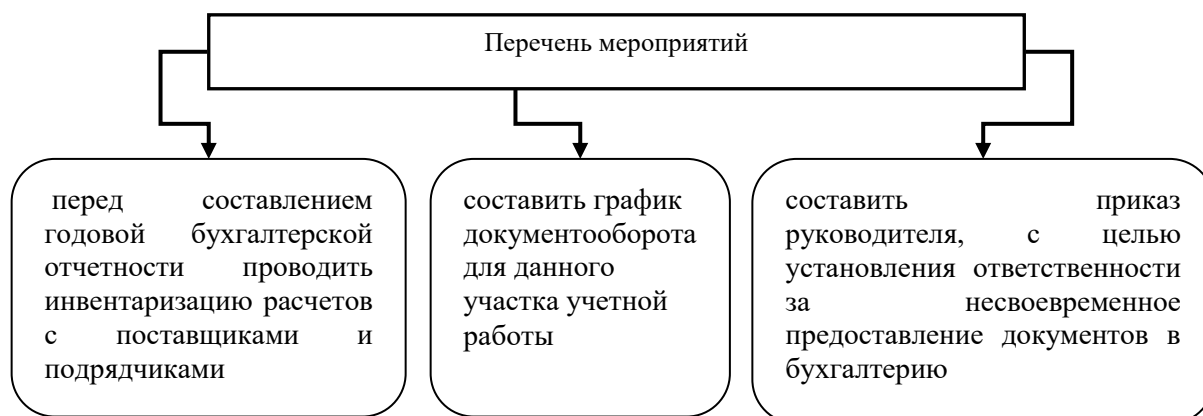 Перечень мероприятий
перед составлением
годовой бухгалтерской
отчетности проводить
инвентаризацию расчетов
с поставщиками и
подрядчиками
составить график
документооборота
для данного
участка учетной
работы
составить приказ
руководителя, с целью
установления ответственности
за несвоевременное
предоставление документов в
бухгалтерию